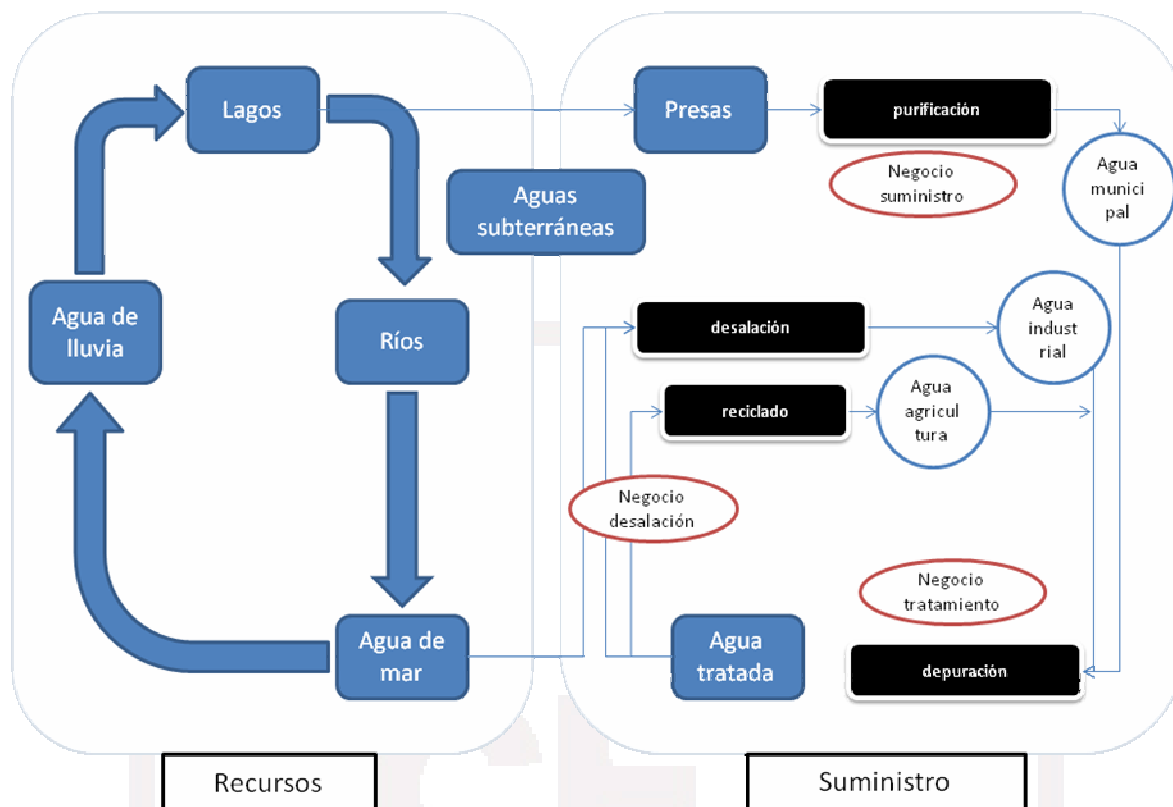 Lagos
Presas
purificación
Agua
munici
pal
Negocio
suministro
Aguas
subterráneas
Agua de
lluvia
Ríos
desalación
Agua
indust
rial
reciclado
Agua
agricul
tura
Negocio
desalación
Negocio
tratamiento
Agua de
mar
Agua
tratada
depuración
Recursos
Suministro